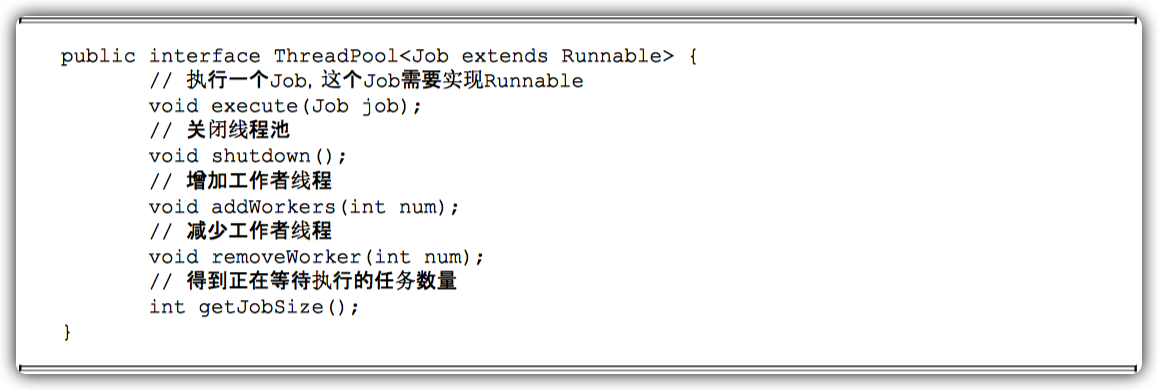 public interface ThreadPool<Job extends Runnable> {
// 执行一个Job, 这个Job需要实现Runnable
void execute(Job job);
// 关闭线程池
void shutdown();
// 增加工作者线程
void addWorkers(int num);
// 减少工作者线程
void removeWorker(int num);
// 得到正在等待执行的任务数量
int getJobSize();
}